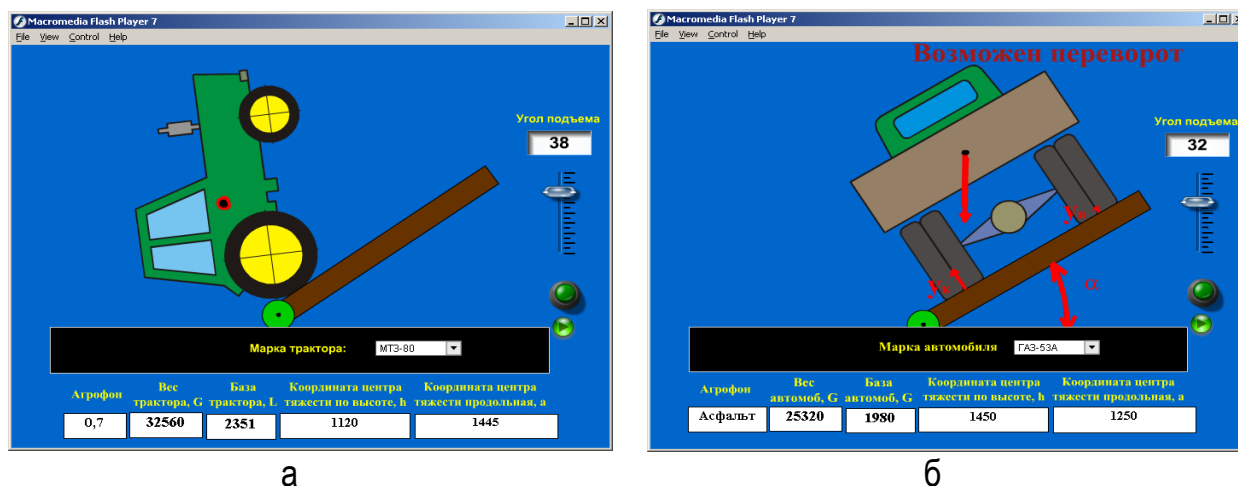 Macromedia Flash Player 7
File View Control Help
Угол подъема
38
Марка трактора: МТЗ-80
Агрофон
Вес трактора, G
База трактора, L
Координата центра тяжести по высоте, h
Координата центра тяжести продольная, a
0,7 32560 2351 1120 1445
а
Macromedia Flash Player 7
File View Control Help
Возможен переворот
Угол подъема
32
α
Марка автомобиля ГАЗ-53А
Агрофон
Вес автомоб, G
База автомоб, G
Координата центра тяжести по высоте, h
Координата центра тяжести продольная, a
Асфальт 25320 1980 1450 1250
б